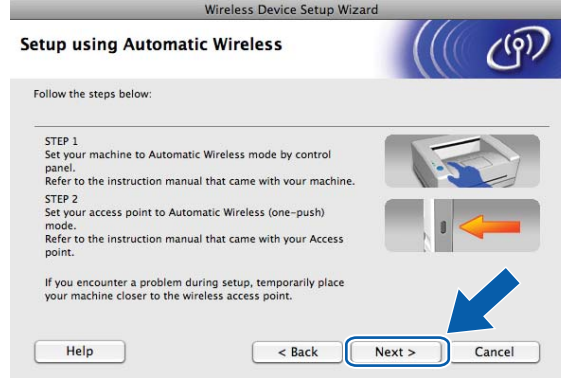 Wireless Device Setup Wizard
Setup using Automatic Wireless
Follow the steps below:
STEP 1
Set your machine to Automatic Wireless mode by control
panel.
Refer to the instruction manual that came with your machine.
STEP 2
Set your access point to Automatic Wireless (one-push)
mode.
Refer to the instruction manual that came with your Access
point.
If you encounter a problem during setup, temporarily place
your machine closer to the wireless access point.
Help
< Back
Next >
Cancel